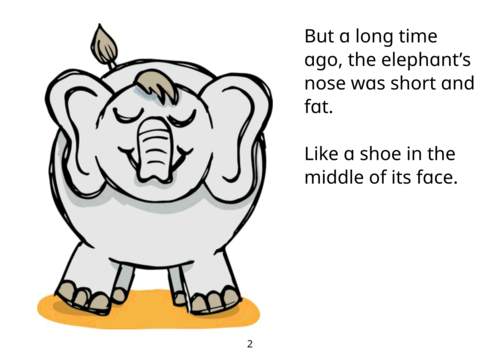 But a long time
ago, the elephant’s
nose was short and
fat.
Like a shoe in the
middle of its face.
2